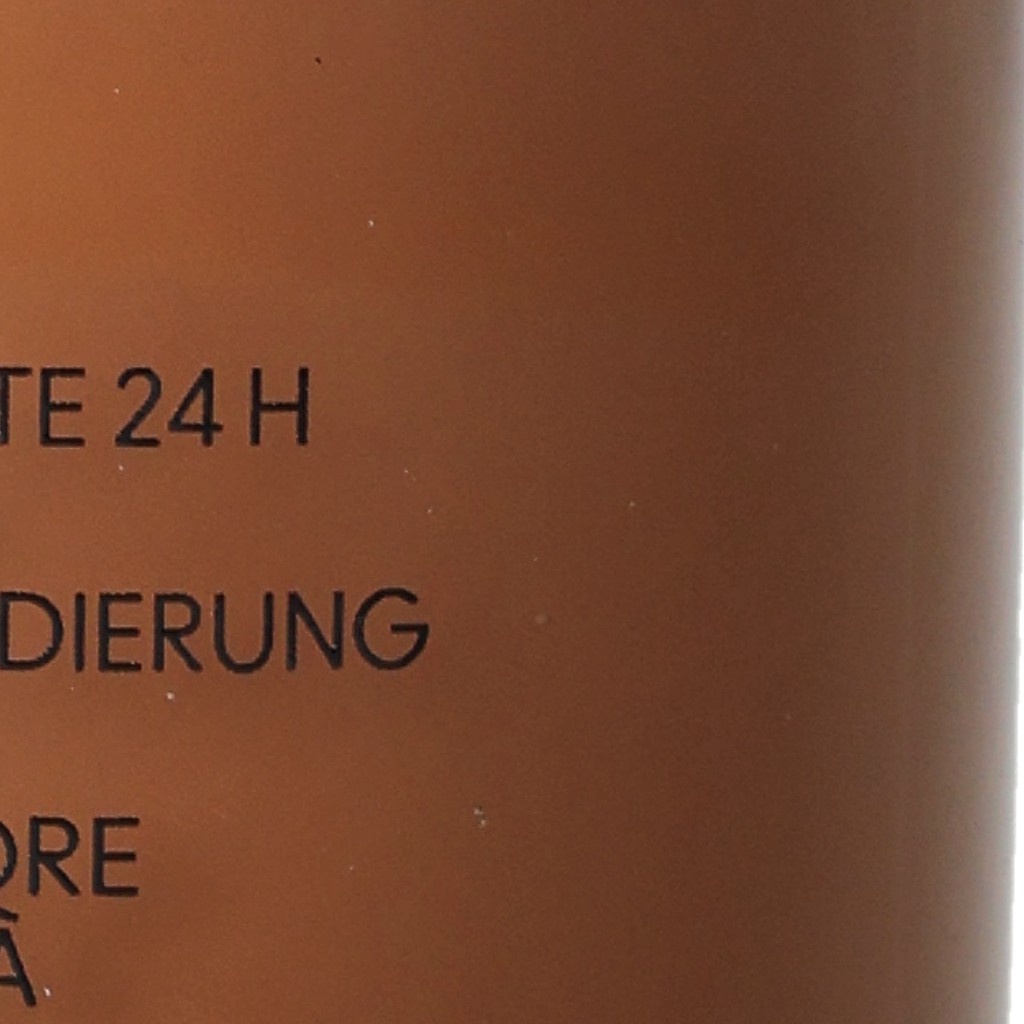 TE 24 H
DIERUNG
ORE
À